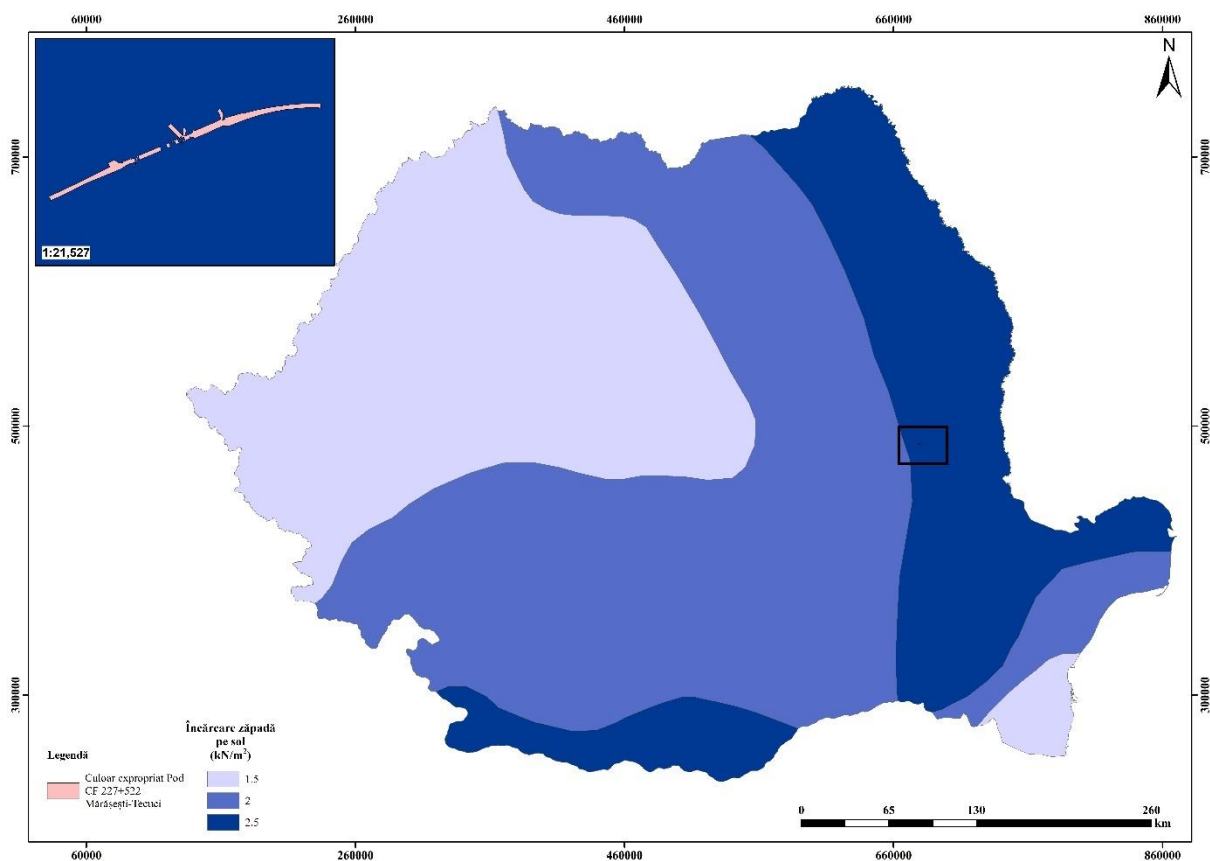 60000
260000
460000
660000
860000
N
700000
700000
1:21,527
500000
500000
300000
300000
Încărcare zăpadă
pe sol
(kN/m²)
Legendă
Culoar expropriat Pod
CF 227+522
Mărășești-Tecuci
1.5
2
2.5
0
65
130
260
km
60000
260000
460000
660000
860000